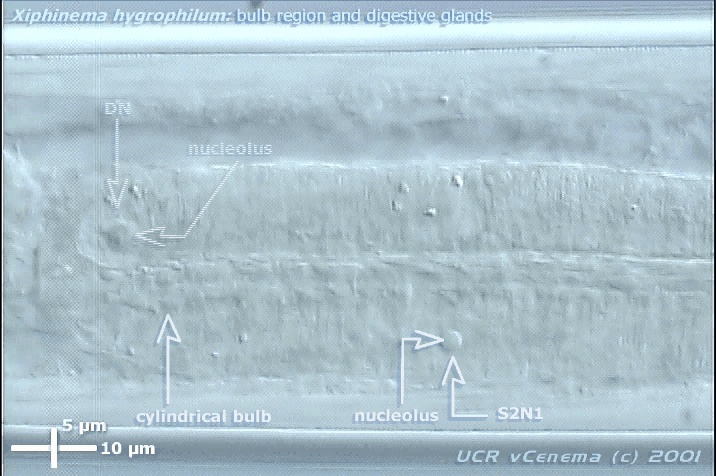 Xiphinema hygrophilum: bulb region and digestive glands
DN
nucleolus
cylindrical bulb
nucleolus
S2N1
5 µm
10 µm
UCR vCenema (c) 2001